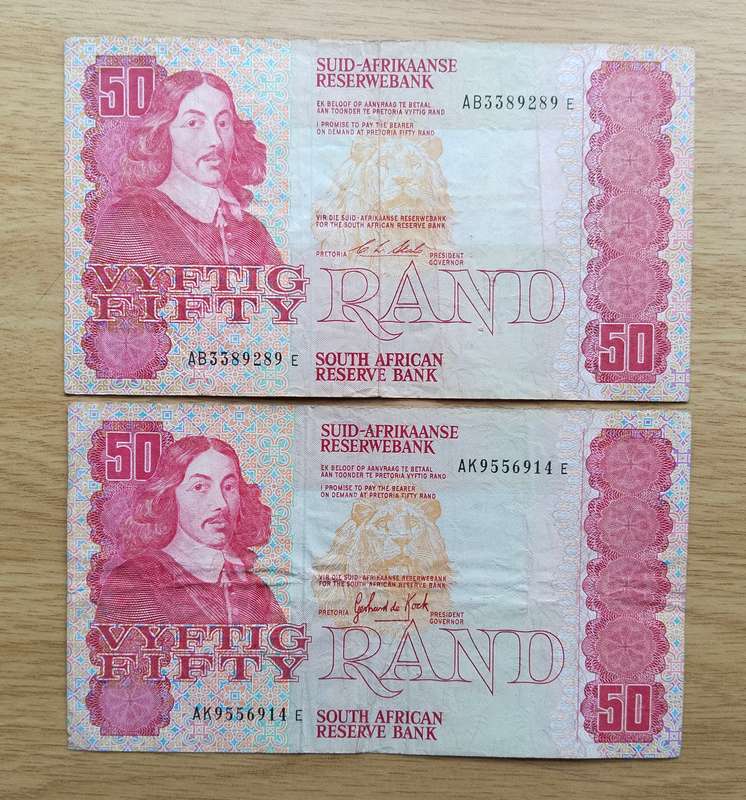 50
SUID-AFRIKAANSE
RESERWEBANK
EK BELOOF OP AANVRAAG TE BETAAL
AAN TOONDER TE PRETORIA VYFTIG RAND
AB3389289 E
I PROMISE TO PAY THE BEARER
ON DEMAND AT PRETORIA FIFTY RAND
VIR DIE SUID-AFRIKAANSE RESERWEBANK
FOR THE SOUTH AFRICAN RESERVE BANK
PRETORIA
PRESIDENT
GOVERNOR
VYFTIG
FIFTY
RAND
50
AB3389289 E
SOUTH AFRICAN
RESERVE BANK
50
SUID-AFRIKAANSE
RESERWEBANK
EK BELOOF OP AANVRAAG TE BETAAL
AAN TOONDER TE PRETORIA VYFTIG RAND
AK9556914 E
I PROMISE TO PAY THE BEARER
ON DEMAND AT PRETORIA FIFTY RAND
VIR DIE SUID-AFRIKAANSE RESERWEBANK
FOR THE SOUTH AFRICAN RESERVE BANK
PRETORIA
Gerhard de Kock
PRESIDENT
GOVERNOR
VYFTIG
FIFTY
RAND
50
AK9556914 E
SOUTH AFRICAN
RESERVE BANK